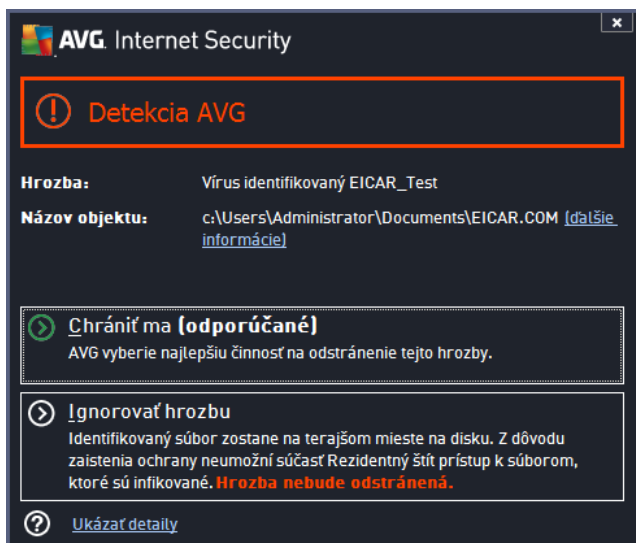 AVG. Internet Security
Detekcia AVG
Hrozba: Vírus identifikovaný EICAR_Test
Názov objektu: c:\Users\Administrator\Documents\EICAR.COM (ďalšie
informácie)
Chrániť ma (odporúčané)
AVG vyberie najlepšiu činnosť na odstránenie tejto hrozby.
Ignorovať hrozbu
Identifikovaný súbor zostane na terajšom mieste na disku. Z dôvodu
zaistenia ochrany neumožní súčasť Rezidentný štít prístup k súborom,
ktoré sú infikované. Hrozba nebude odstránená.
Ukázať detaily